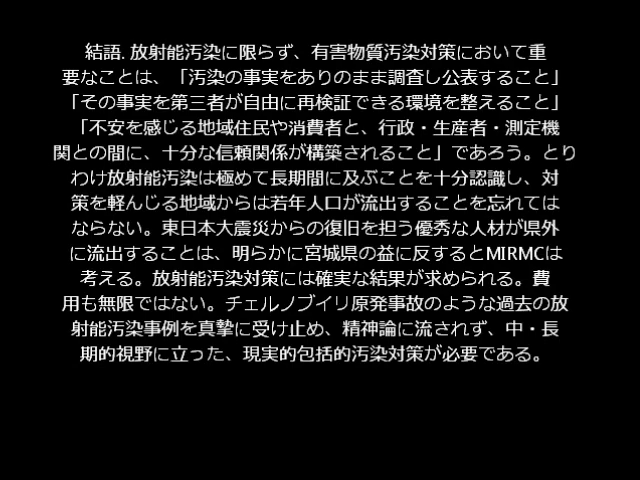 結語. 放射能汚染に限らず、有害物質汚染対策において重
要なことは、「汚染の事実をありのまま調査し公表すること」
「その事実を第三者が自由に再検証できる環境を整えること」
「不安を感じる地域住民や消費者と、行政・生産者・測定機
関との間に、十分な信頼関係が構築されること」であろう。とり
わけ放射能汚染は極めて長期間に及ぶことを十分認識し、対
策を軽んじる地域からは若年人口が流出することを忘れては
ならない。東日本大震災からの復旧を担う優秀な人材が県外
に流出することは、明らかに宮城県の益に反するとMIRMCは
考える。放射能汚染対策には確実な結果が求められる。費
用も無限ではない。チェルノブイリ原発事故のような過去の放
射能汚染事例を真摯に受け止め、精神論に流されず、中・長
期的視野に立った、現実的包括的汚染対策が必要である。